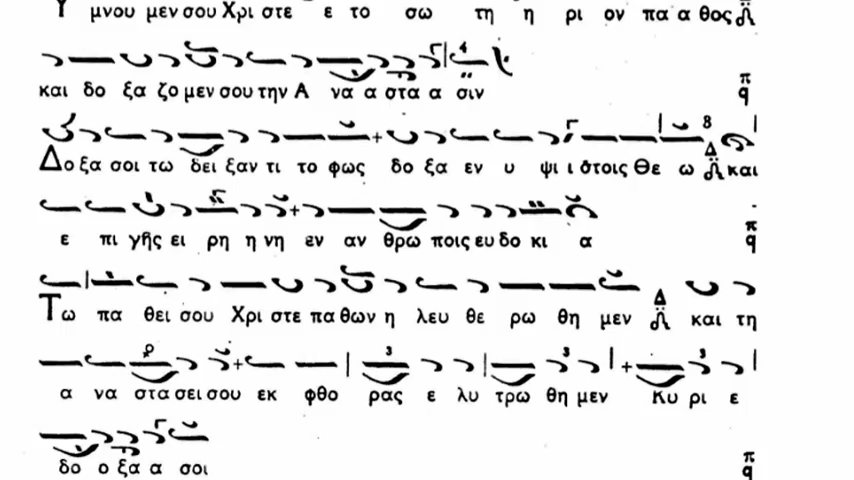 Υ μνου μεν σου Χρι στε ε το σω τη η ρι ον πα α θος
και δο ξα ζο μεν σου την Α να α στα α σιν
Δο ξα σοι τω δει ξαν τι το φως δο ξα εν υ ψι ι στοις Θε ω και
ε πι γῆς ει ρη η νη εν αν θρω ποις ευ δο κι α
Τω πα θει σου Χρι στε πα θων η λευ θε ρω θη μεν και τη
α να στα σει σου εκ φθο ρας ε λυ τρω θη μεν Κυ ρι ε
δο ο ξα α σοι